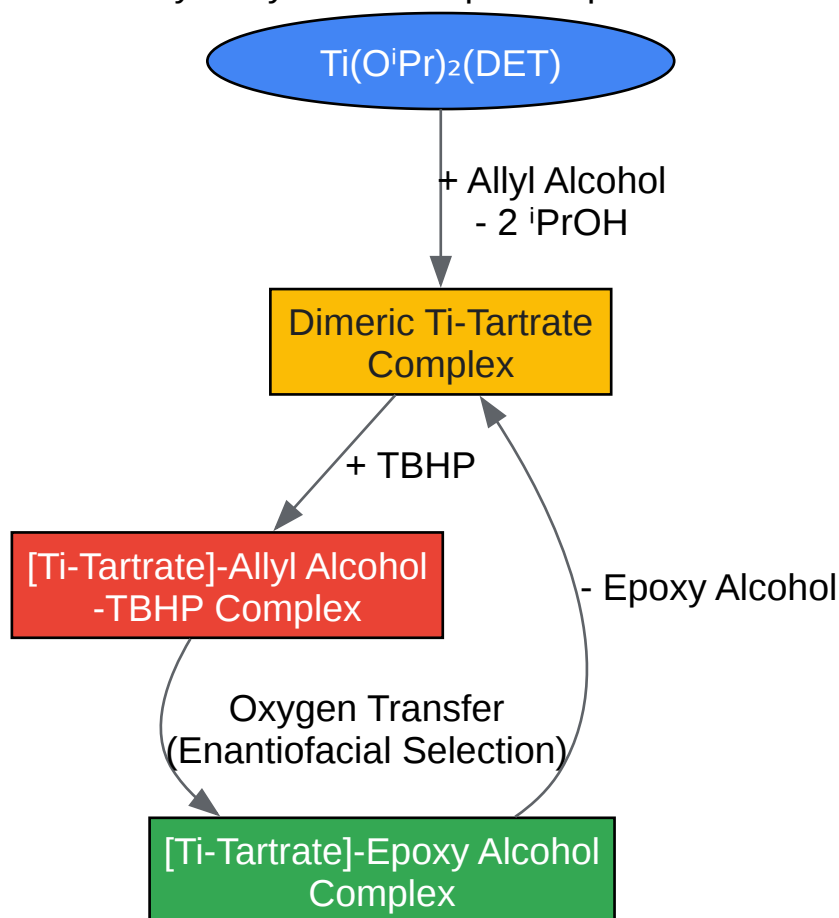 Ti(OⁱPr)₂(DET)
+ Allyl Alcohol
- 2 ⁱPrOH
Dimeric Ti-Tartrate
Complex
+ TBHP
[Ti-Tartrate]-Allyl Alcohol
-TBHP Complex
- Epoxy Alcohol
Oxygen Transfer
(Enantiofacial Selection)
[Ti-Tartrate]-Epoxy Alcohol
Complex